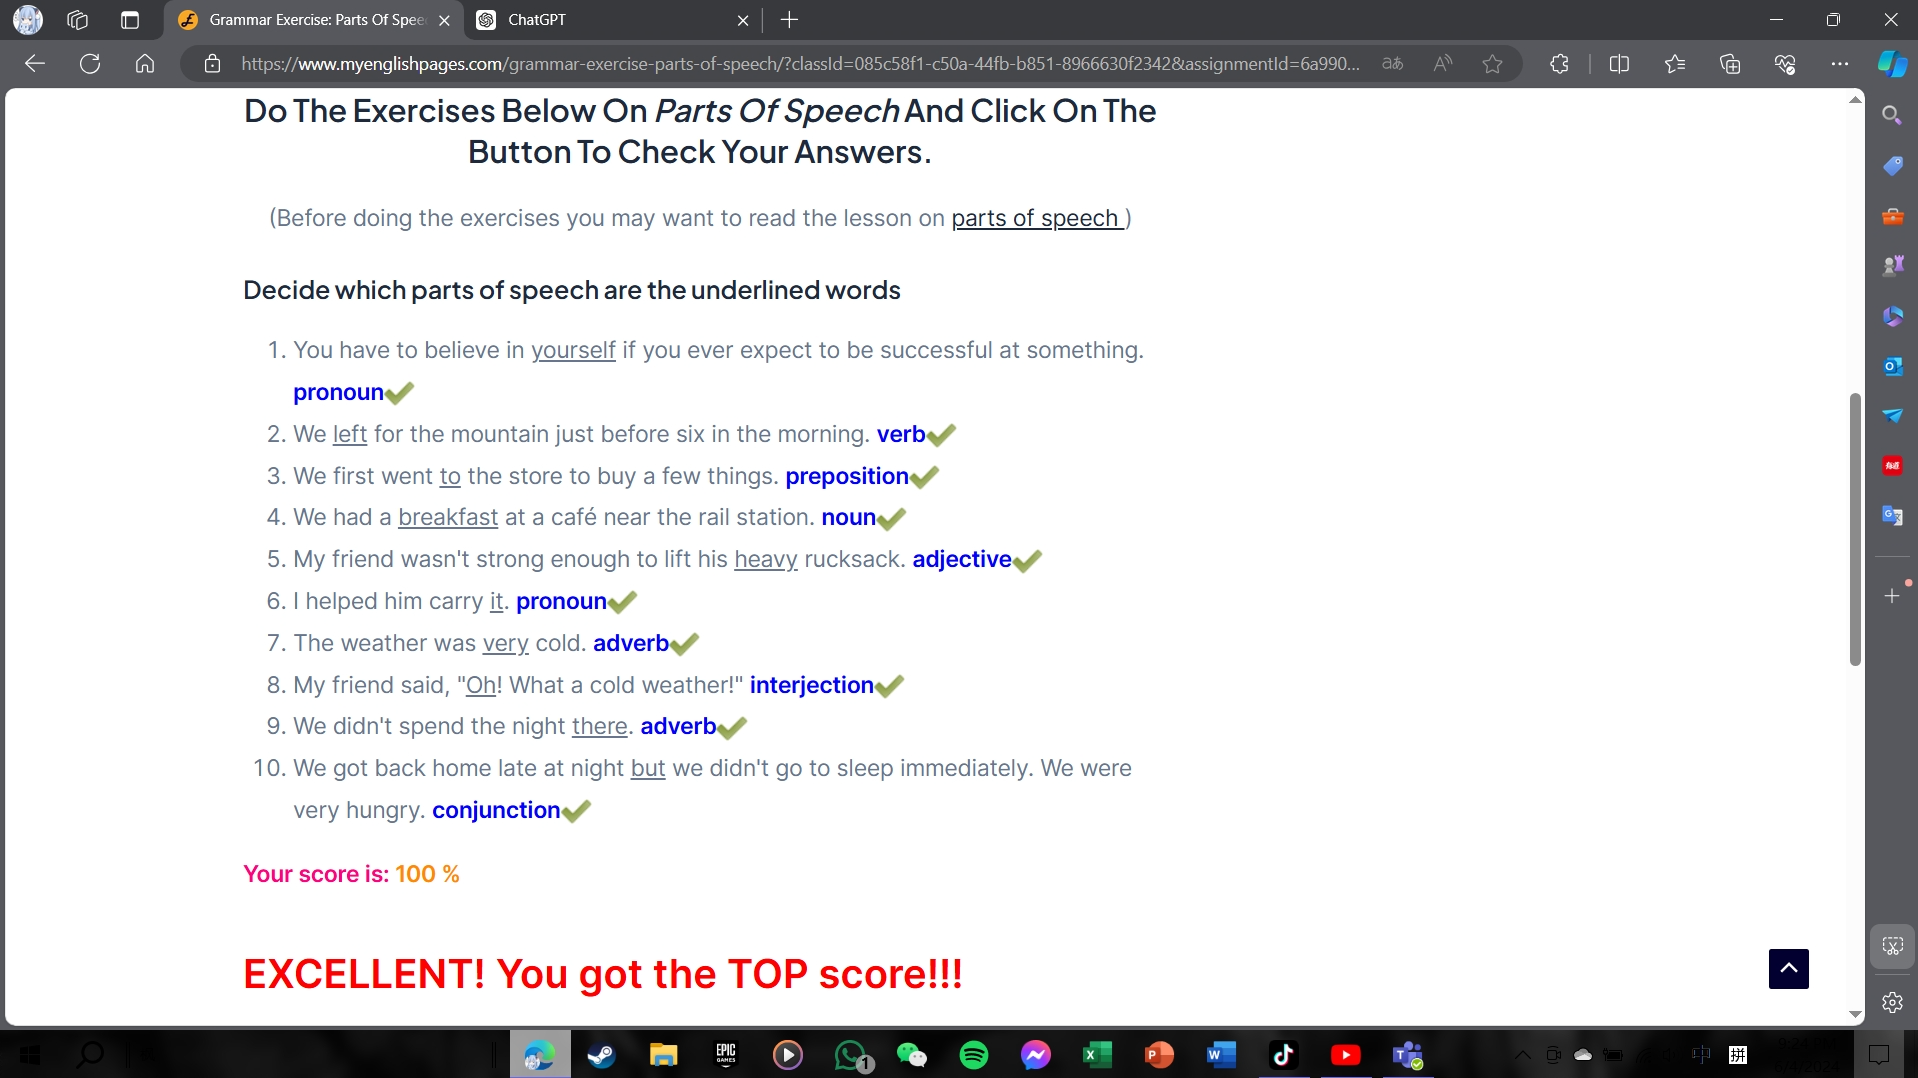 Grammar Exercise: Parts Of Spee
ChatGPT
https://www.myenglishpages.com/grammar-exercise-parts-of-speech/?classId=085c58f1-c50a-44fb-b851-8966630f2342&assignmentId=6a990...
Do The Exercises Below On Parts Of Speech And Click On The
Button To Check Your Answers.
(Before doing the exercises you may want to read the lesson on parts of speech )
Decide which parts of speech are the underlined words
1. You have to believe in yourself if you ever expect to be successful at something.
pronoun
2. We left for the mountain just before six in the morning. verb
3. We first went to the store to buy a few things. preposition
4. We had a breakfast at a café near the rail station. noun
5. My friend wasn't strong enough to lift his heavy rucksack. adjective
6. I helped him carry it. pronoun
7. The weather was very cold. adverb
8. My friend said, "Oh! What a cold weather!" interjection
9. We didn't spend the night there. adverb
10. We got back home late at night but we didn't go to sleep immediately. We were
very hungry. conjunction
Your score is: 100 %
EXCELLENT! You got the TOP score!!!
EPIC
GAMES
1
中
拼